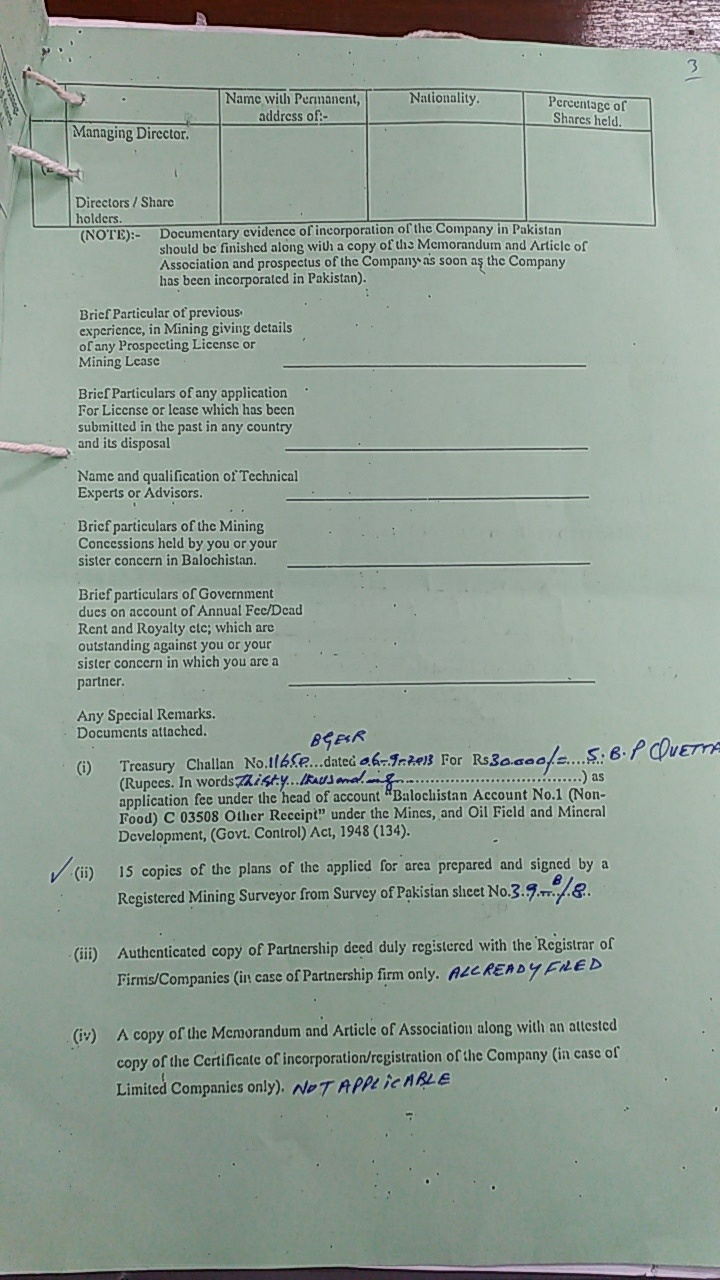 3
Name with Permanent, address of:- Nationality. Percentage of Shares held.
Managing Director.
Directors / Share
holders.
(NOTE):- Documentary evidence of incorporation of the Company in Pakistan
should be finished along with a copy of the Memorandum and Article of
Association and prospectus of the Company as soon as the Company
has been incorporated in Pakistan).
Brief Particular of previous
experience, in Mining giving details
of any Prospecting License or
Mining Lease
Brief Particulars of any application
For License or lease which has been
submitted in the past in any country
and its disposal
Name and qualification of Technical
Experts or Advisors.
Brief particulars of the Mining
Concessions held by you or your
sister concern in Balochistan.
Brief particulars of Government
dues on account of Annual Fee/Dead
Rent and Royalty etc; which are
outstanding against you or your
sister concern in which you are a
partner.
Any Special Remarks.
Documents attached.
(i) Treasury Challan No. dated 06-9-2013 For Rs 30.000/= S.B.P QUETTA
(Rupees. In words Thirty thousand ) as
application fee under the head of account "Balochistan Account No.1 (Non-
Food) C 03508 Other Receipt" under the Mines, and Oil Field and Mineral
Development, (Govt. Control) Act, 1948 (134).
(ii) 15 copies of the plans of the applied for area prepared and signed by a
Registered Mining Surveyor from Survey of Pakistan sheet No. 39-B/8.
(iii) Authenticated copy of Partnership deed duly registered with the Registrar of
Firms/Companies (in case of Partnership firm only. ALLREADY FILED
(iv) A copy of the Memorandum and Article of Association along with an attested
copy of the Certificate of incorporation/registration of the Company (in case of
Limited Companies only). NOT APPLICABLE